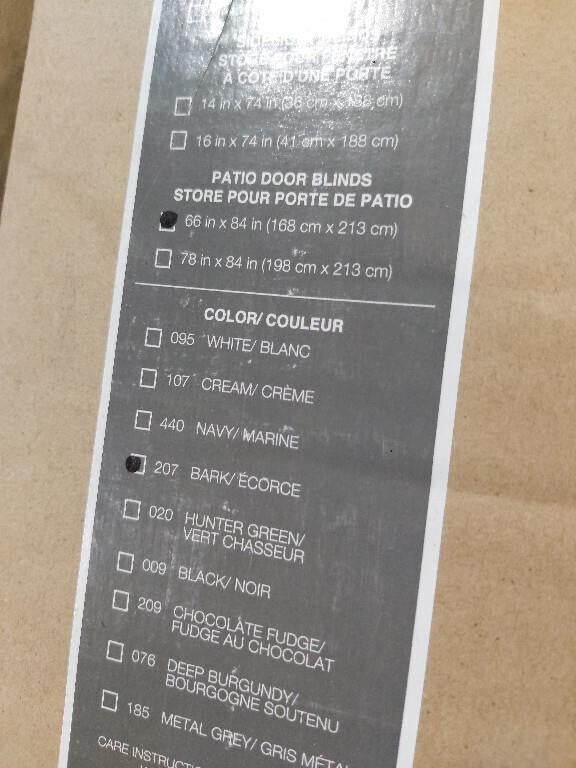 STORE
À CÔTÉ D'UNE PORTE
14 in x 74 in (36 cm x 188 cm)
16 in x 74 in (41 cm x 188 cm)
PATIO DOOR BLINDS
STORE POUR PORTE DE PATIO
66 in x 84 in (168 cm x 213 cm)
78 in x 84 in (198 cm x 213 cm)
COLOR/ COULEUR
095 WHITE/ BLANC
107 CREAM/ CRÈME
440 NAVY/ MARINE
207 BARK/ ÉCORCE
020 HUNTER GREEN/
VERT CHASSEUR
009 BLACK/ NOIR
209 CHOCOLATE FUDGE/
FUDGE AU CHOCOLAT
076 DEEP BURGUNDY/
BOURGOGNE SOUTENU
185 METAL GREY/ GRIS MÉTAL
CARE